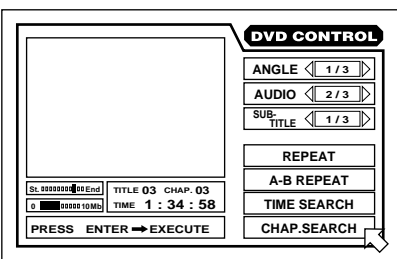 DVD CONTROL
ANGLE 1 / 3
AUDIO 2 / 3
SUB-TITLE 1 / 3
REPEAT
A-B REPEAT
TIME SEARCH
CHAP.SEARCH
St. End
0 10Mb
TITLE 03 CHAP. 03
TIME 1 : 34 : 58
PRESS ENTER ➡ EXECUTE